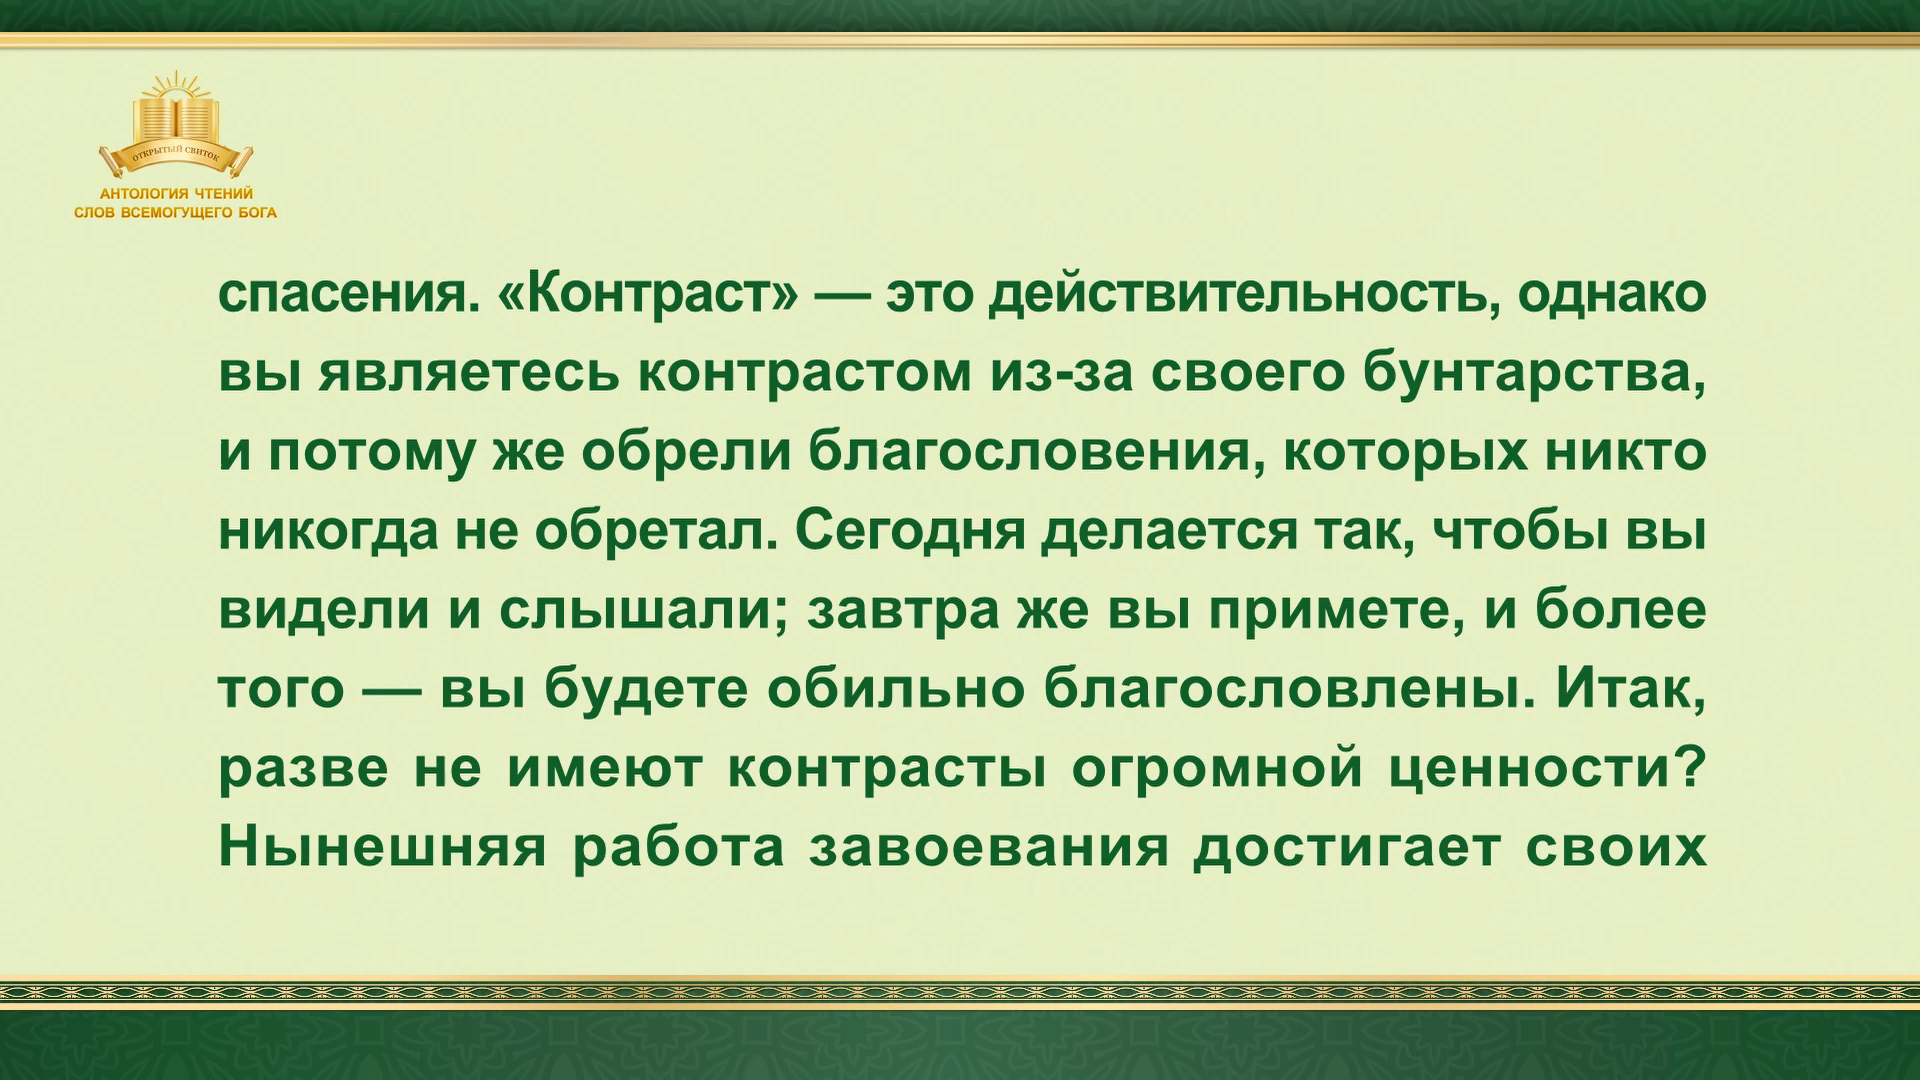 ОТКРЫТЫЙ СВИТОК
АНТОЛОГИЯ ЧТЕНИЙ
СЛОВ ВСЕМОГУЩЕГО БОГА
спасения. «Контраст» — это действительность, однако
вы являетесь контрастом из-за своего бунтарства,
и потому же обрели благословения, которых никто
никогда не обретал. Сегодня делается так, чтобы вы
видели и слышали; завтра же вы примете, и более
того — вы будете обильно благословлены. Итак,
разве не имеют контрасты огромной ценности?
Нынешняя работа завоевания достигает своих